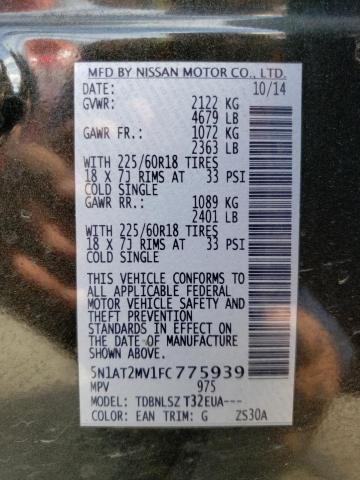 MFD BY NISSAN MOTOR CO., LTD.
DATE: 10/14
GVWR: 2122 KG
4679 LB
GAWR FR.: 1072 KG
2363 LB
WITH 225/60R18 TIRES
18 X 7J RIMS AT 33 PSI
COLD SINGLE
GAWR RR.: 1089 KG
2401 LB
WITH 225/60R18 TIRES
18 X 7J RIMS AT 33 PSI
COLD SINGLE
THIS VEHICLE CONFORMS TO
ALL APPLICABLE FEDERAL
MOTOR VEHICLE SAFETY AND
THEFT PREVENTION
STANDARDS IN EFFECT ON
THE DATE OF MANUFACTURE
SHOWN ABOVE.
5N1AT2MV1FC775939
MPV 975
MODEL: TDBNLSZ T32EUA---
COLOR: EAN TRIM: G ZS30A